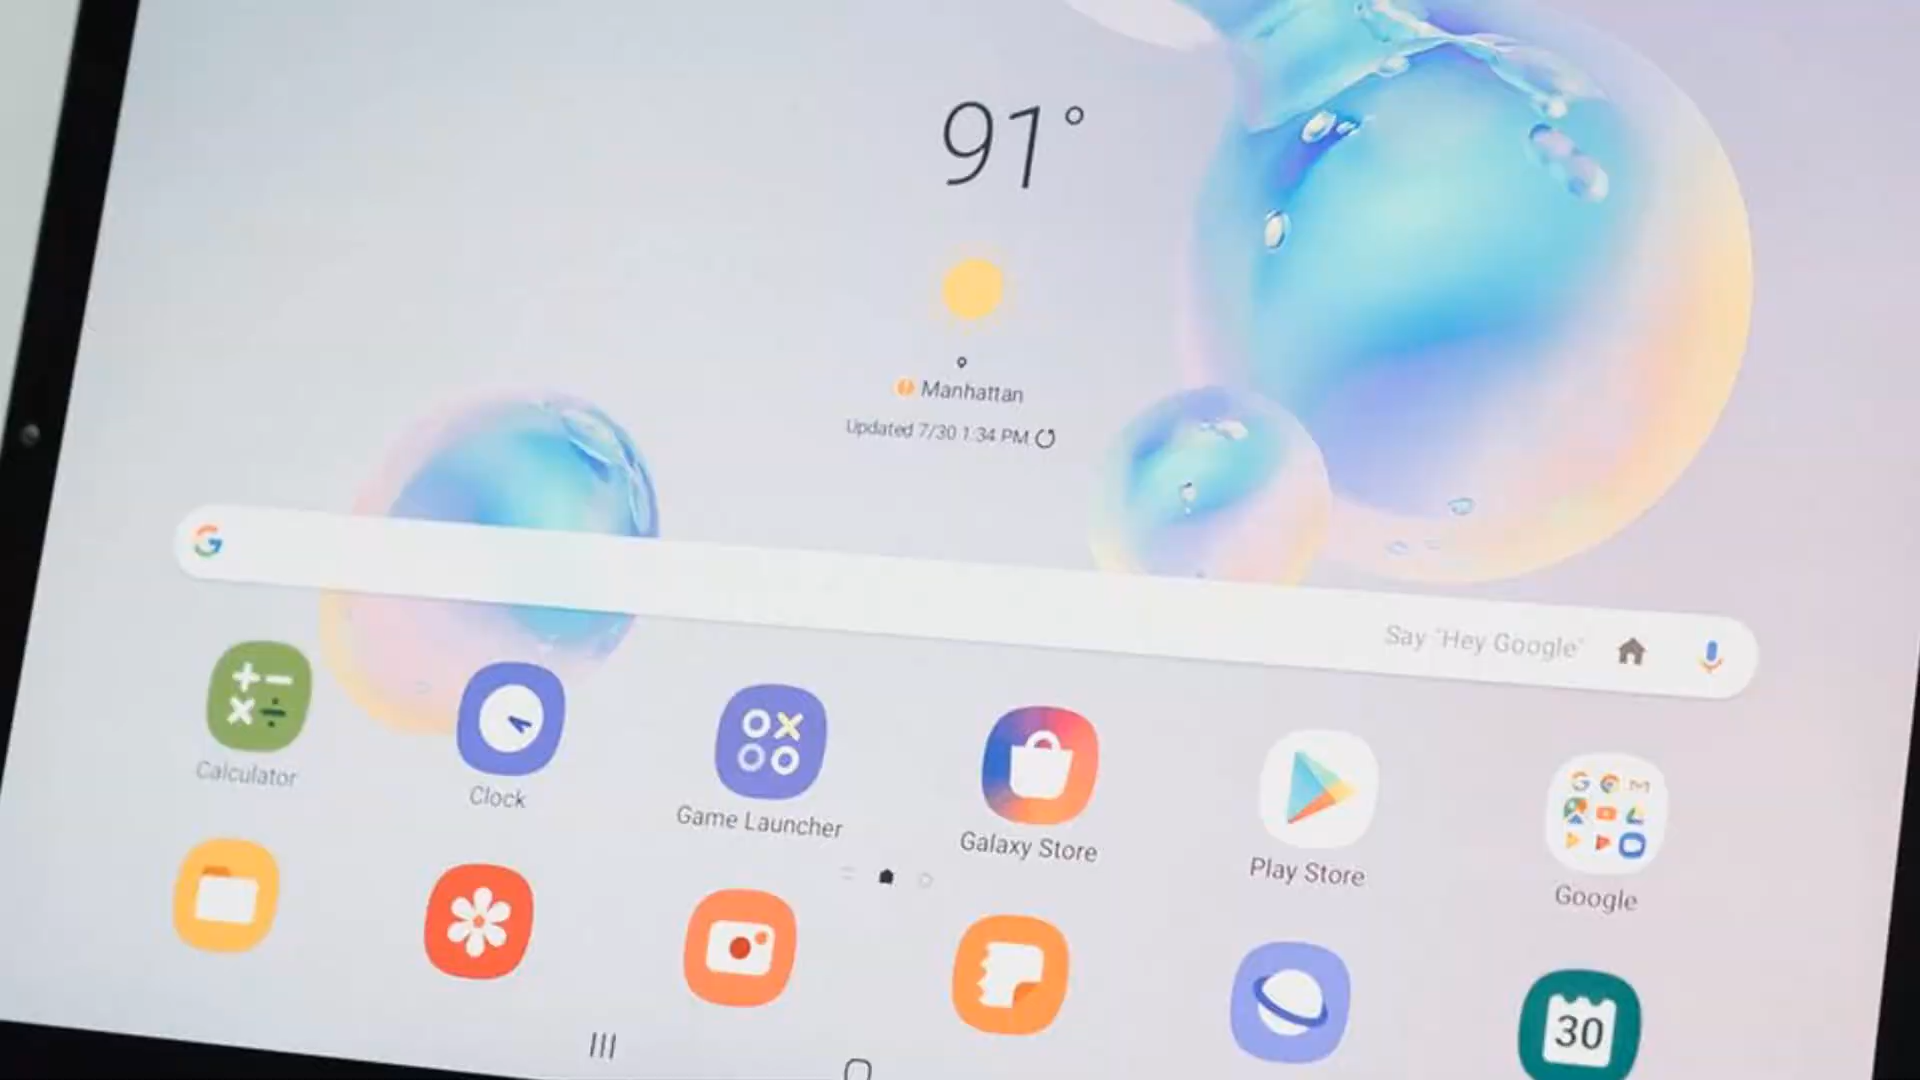 91°
Manhattan
Updated 7/30 1:34 PM
Say "Hey Google"
Calculator
Clock
Game Launcher
Galaxy Store
Play Store
Google
30